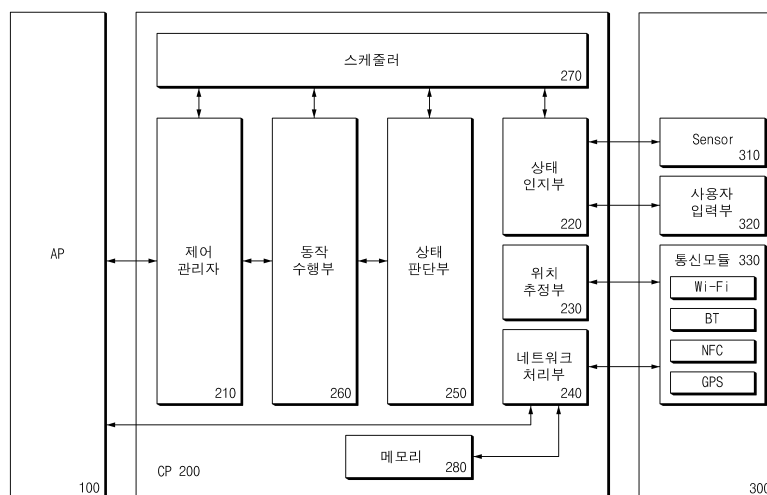 스케줄러
270
AP
100
제어
관리자
210
동작
수행부
260
상태
판단부
250
상태
인지부
220
위치
추정부
230
네트워크
처리부
240
메모리
280
CP 200
Sensor
310
사용자
입력부
320
통신모듈 330
Wi-Fi
BT
NFC
GPS
300